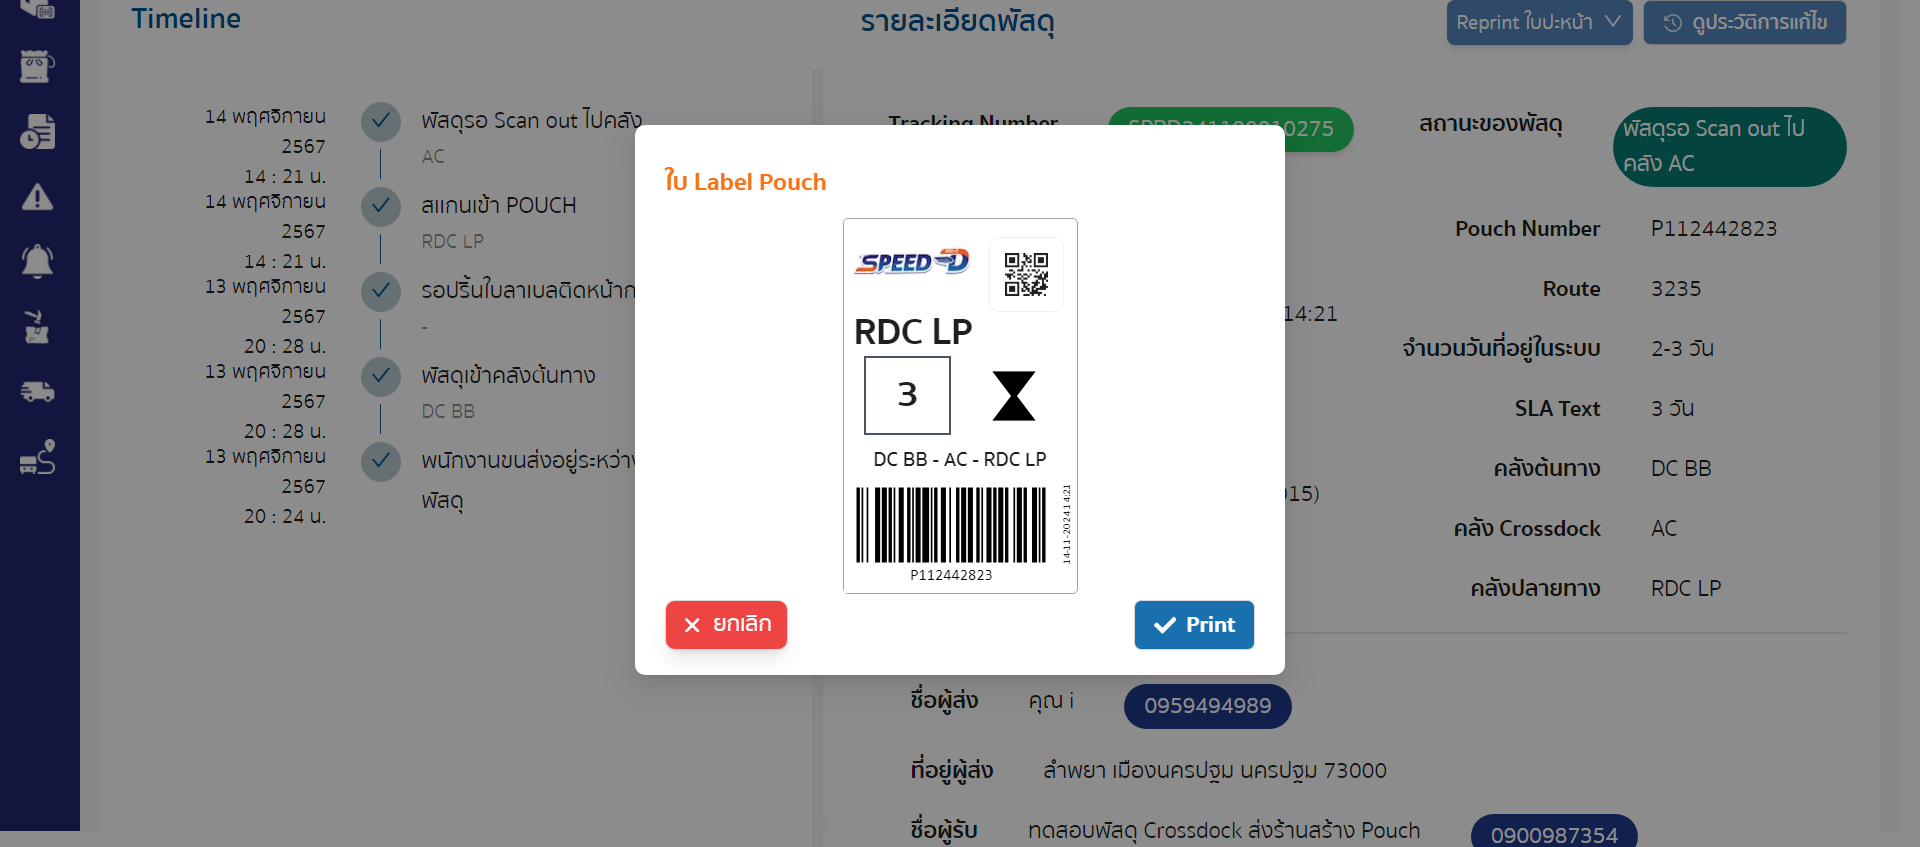 Timeline
14 พฤศจิกายน
2567
14 : 21 น.
พัสดุรอ Scan out ไปคลัง
AC
14 พฤศจิกายน
2567
14 : 21 น.
สแกนเข้า POUCH
RDC LP
13 พฤศจิกายน
2567
20 : 28 น.
รอปริ้นใบลาเบลติดหน้าก
-
13 พฤศจิกายน
2567
20 : 28 น.
พัสดุเข้าคลังต้นทาง
DC BB
13 พฤศจิกายน
2567
20 : 24 น.
พนักงานขนส่งอยู่ระหว่าง
พัสดุ
รายละเอียดพัสดุ
Reprint ใบปะหน้า
ดูประวัติการแก้ไข
Tracking Number
สถานะของพัสดุ
พัสดุรอ Scan out ไป
คลัง AC
Pouch Number P112442823
Route 3235
14:21
จำนวนวันที่อยู่ในระบบ 2-3 วัน
SLA Text 3 วัน
คลังต้นทาง DC BB
15)
คลัง Crossdock AC
คลังปลายทาง RDC LP
ใบ Label Pouch
SPEED-D
RDC LP
3
DC BB - AC - RDC LP
14-11-2024 14:21
P112442823
ยกเลิก
Print
ชื่อผู้ส่ง คุณ i 0959494989
ที่อยู่ผู้ส่ง ลำพยา เมืองนครปฐม นครปฐม 73000
ชื่อผู้รับ ทดสอบพัสดุ Crossdock ส่งร้านสร้าง Pouch 0900987354